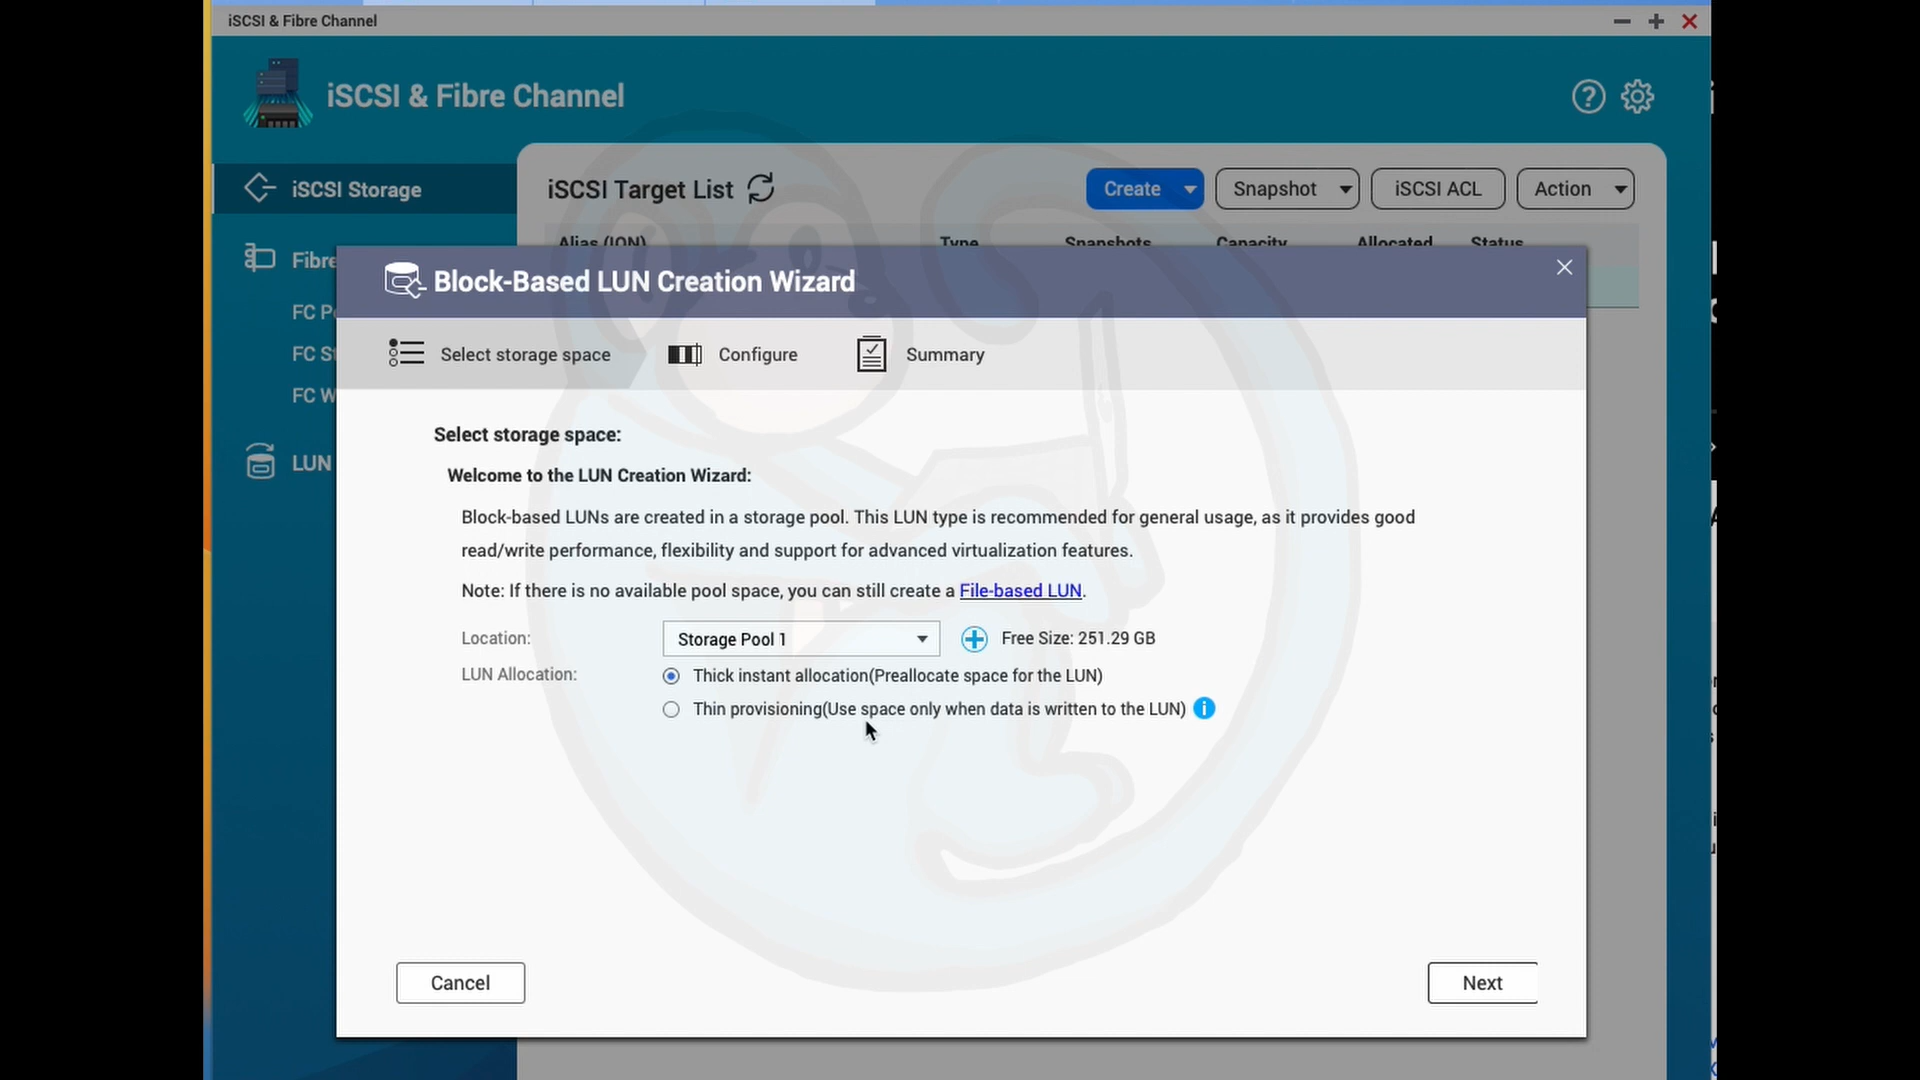 iSCSI & Fibre Channel
iSCSI & Fibre Channel
iSCSI Storage
iSCSI Target List
Create
Snapshot
iSCSI ACL
Action
Alias (IQN)
Type
Snapshots
Capacity
Allocated
Status
Fibre
FC
FC
FC
LUN
Block-Based LUN Creation Wizard
Select storage space
Configure
Summary
Select storage space:
Welcome to the LUN Creation Wizard:
Block-based LUNs are created in a storage pool. This LUN type is recommended for general usage, as it provides good
read/write performance, flexibility and support for advanced virtualization features.
Note: If there is no available pool space, you can still create a File-based LUN.
Location:
Storage Pool 1
Free Size: 251.29 GB
LUN Allocation:
Thick instant allocation(Preallocate space for the LUN)
Thin provisioning(Use space only when data is written to the LUN)
Cancel
Next